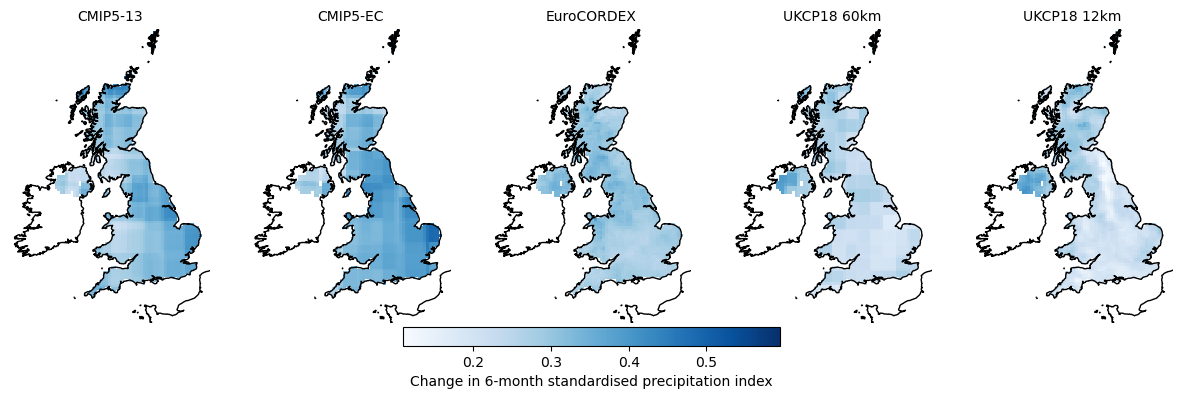 CMIP5-13 CMIP5-EC EuroCORDEX UKCP18 60km UKCP18 12km
0.2 0.3 0.4 0.5
Change in 6-month standardised precipitation index